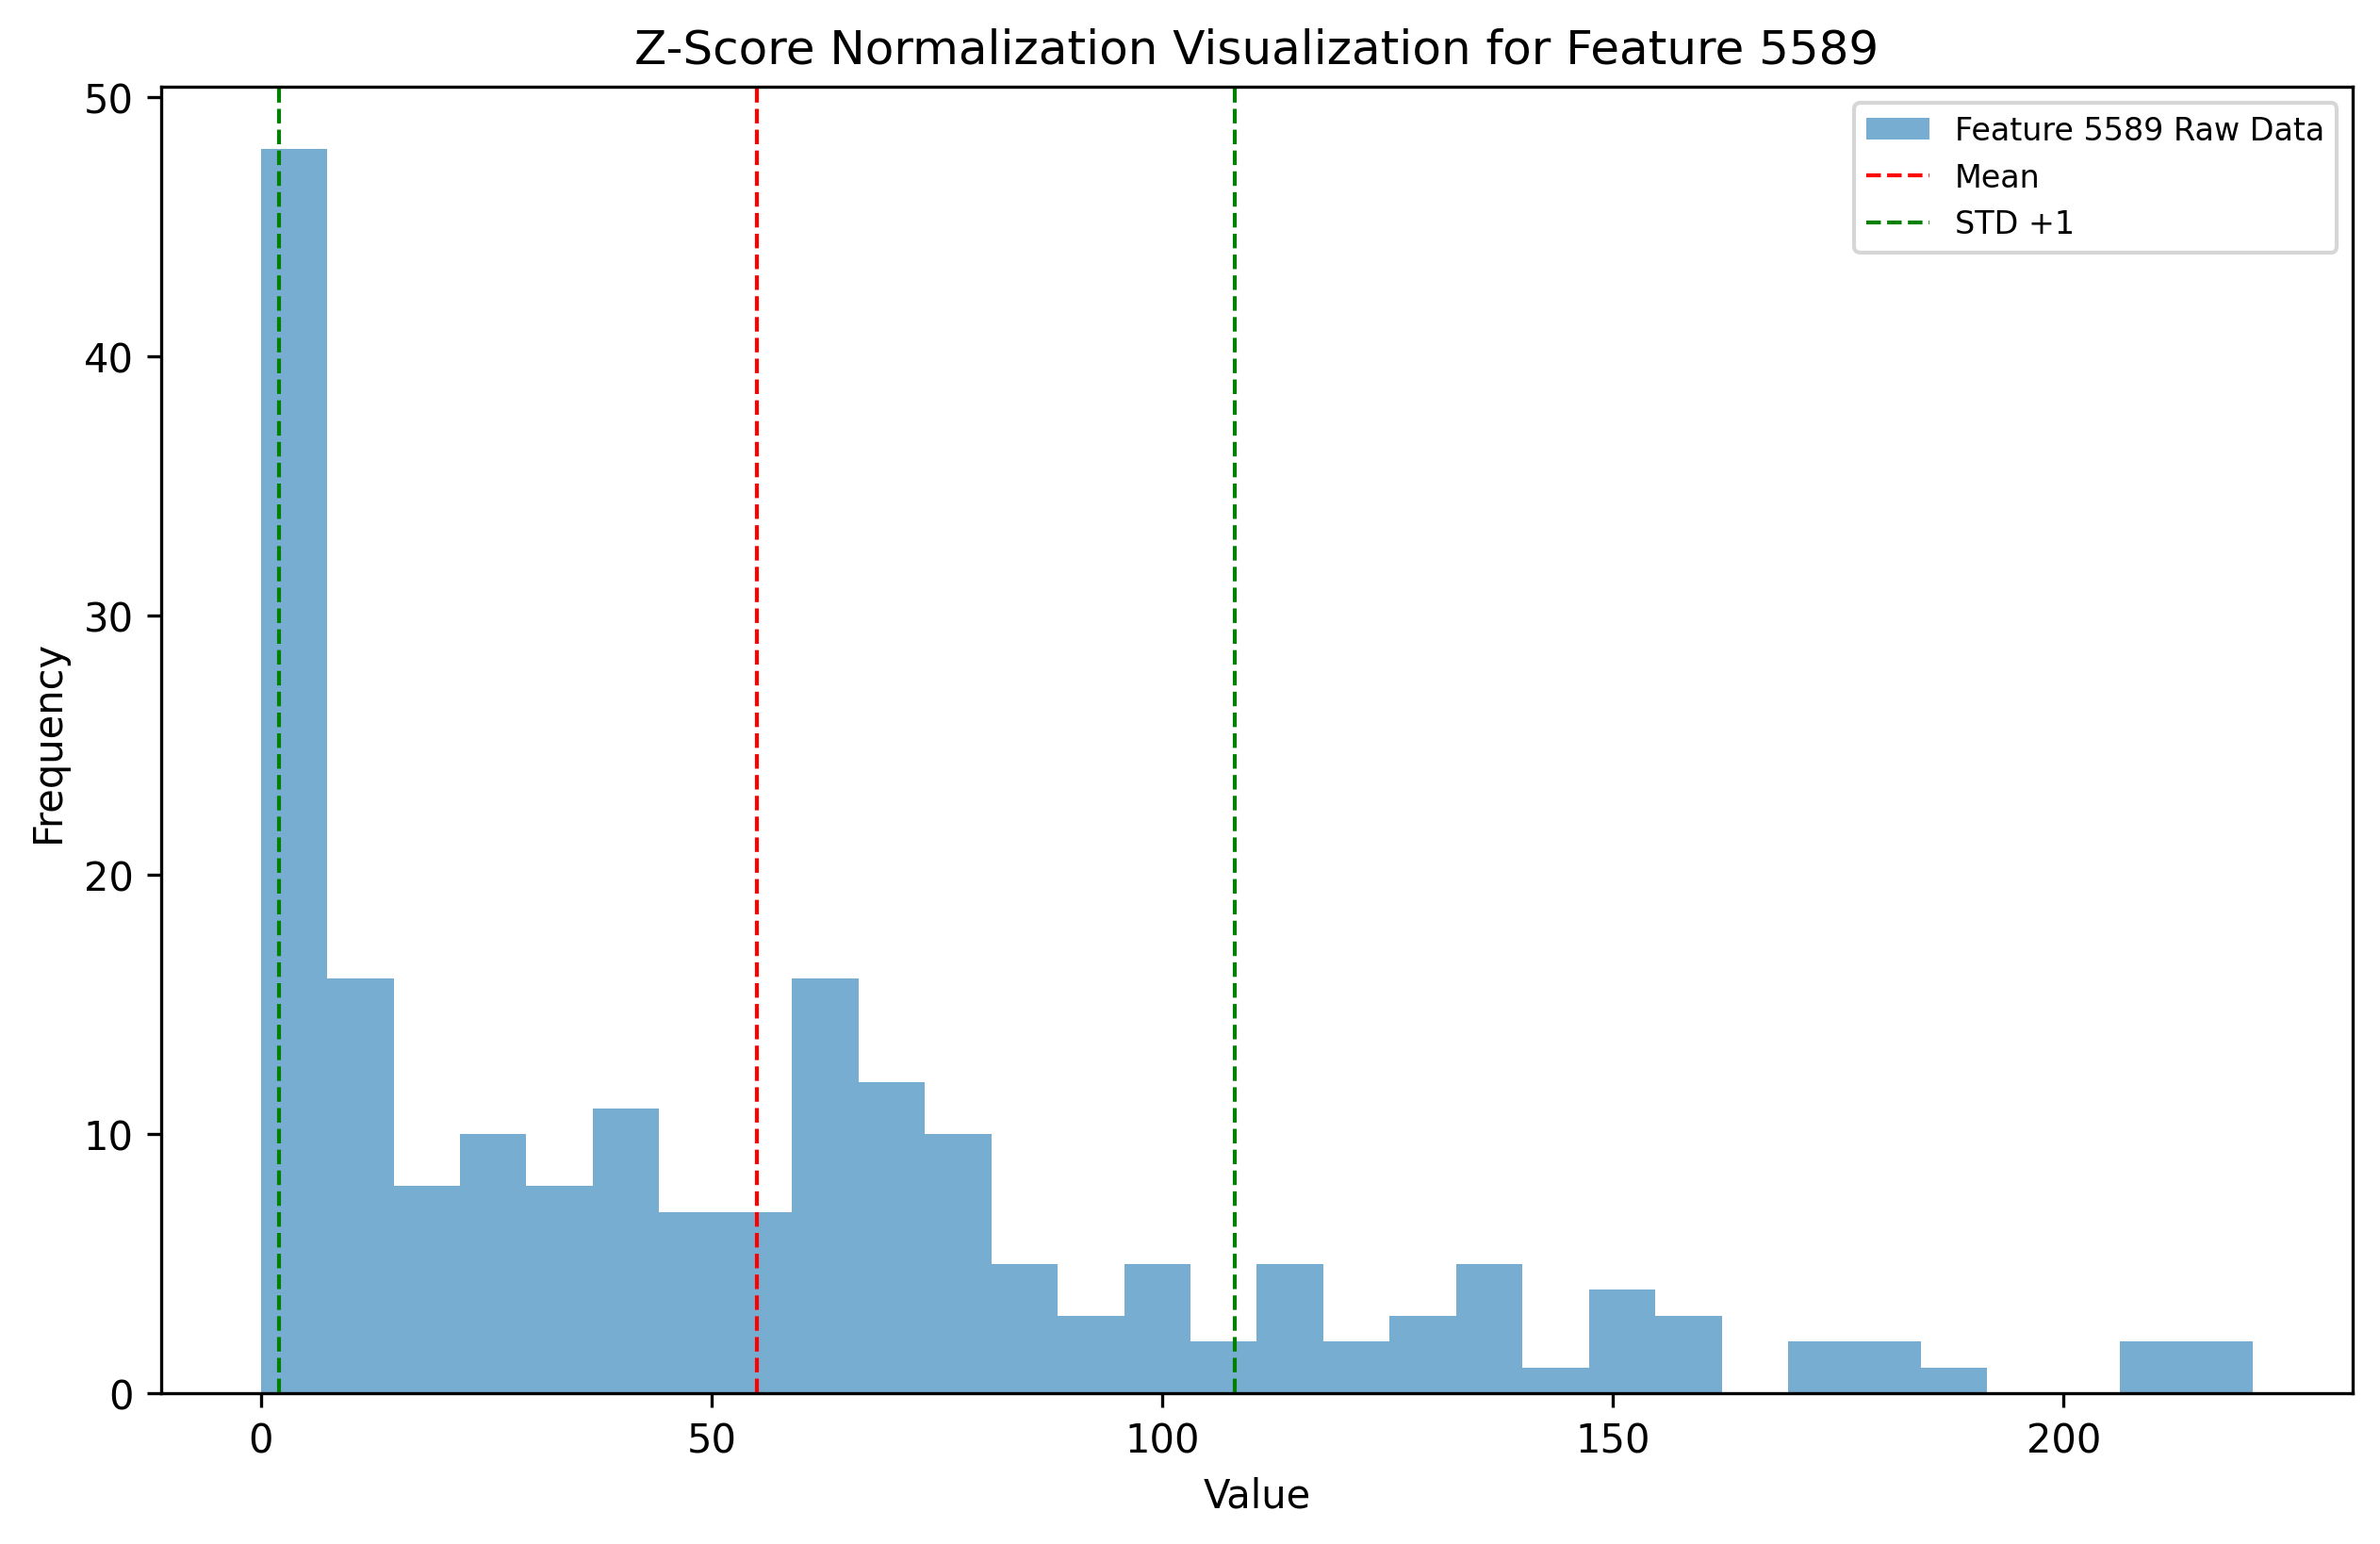 Z-Score Normalization Visualization for Feature 5589
Feature 5589 Raw Data
Mean
STD +1
50
40
30
20
10
0
Frequency
0 50 100 150 200
Value